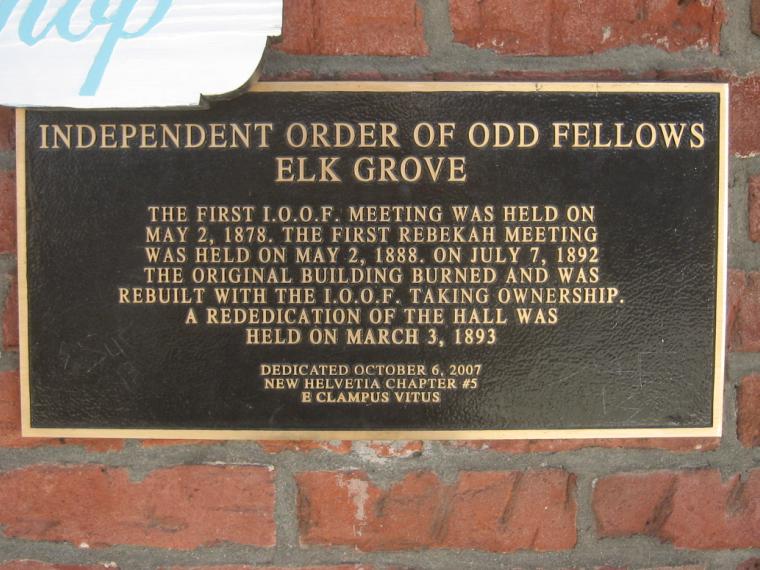 INDEPENDENT ORDER OF ODD FELLOWS
ELK GROVE
THE FIRST I.O.O.F. MEETING WAS HELD ON
MAY 2, 1878. THE FIRST REBEKAH MEETING
WAS HELD ON MAY 2, 1888. ON JULY 7, 1892
THE ORIGINAL BUILDING BURNED AND WAS
REBUILT WITH THE I.O.O.F. TAKING OWNERSHIP.
A REDEDICATION OF THE HALL WAS
HELD ON MARCH 3, 1893
DEDICATED OCTOBER 6, 2007
NEW HELVETIA CHAPTER #5
E CLAMPUS VITUS